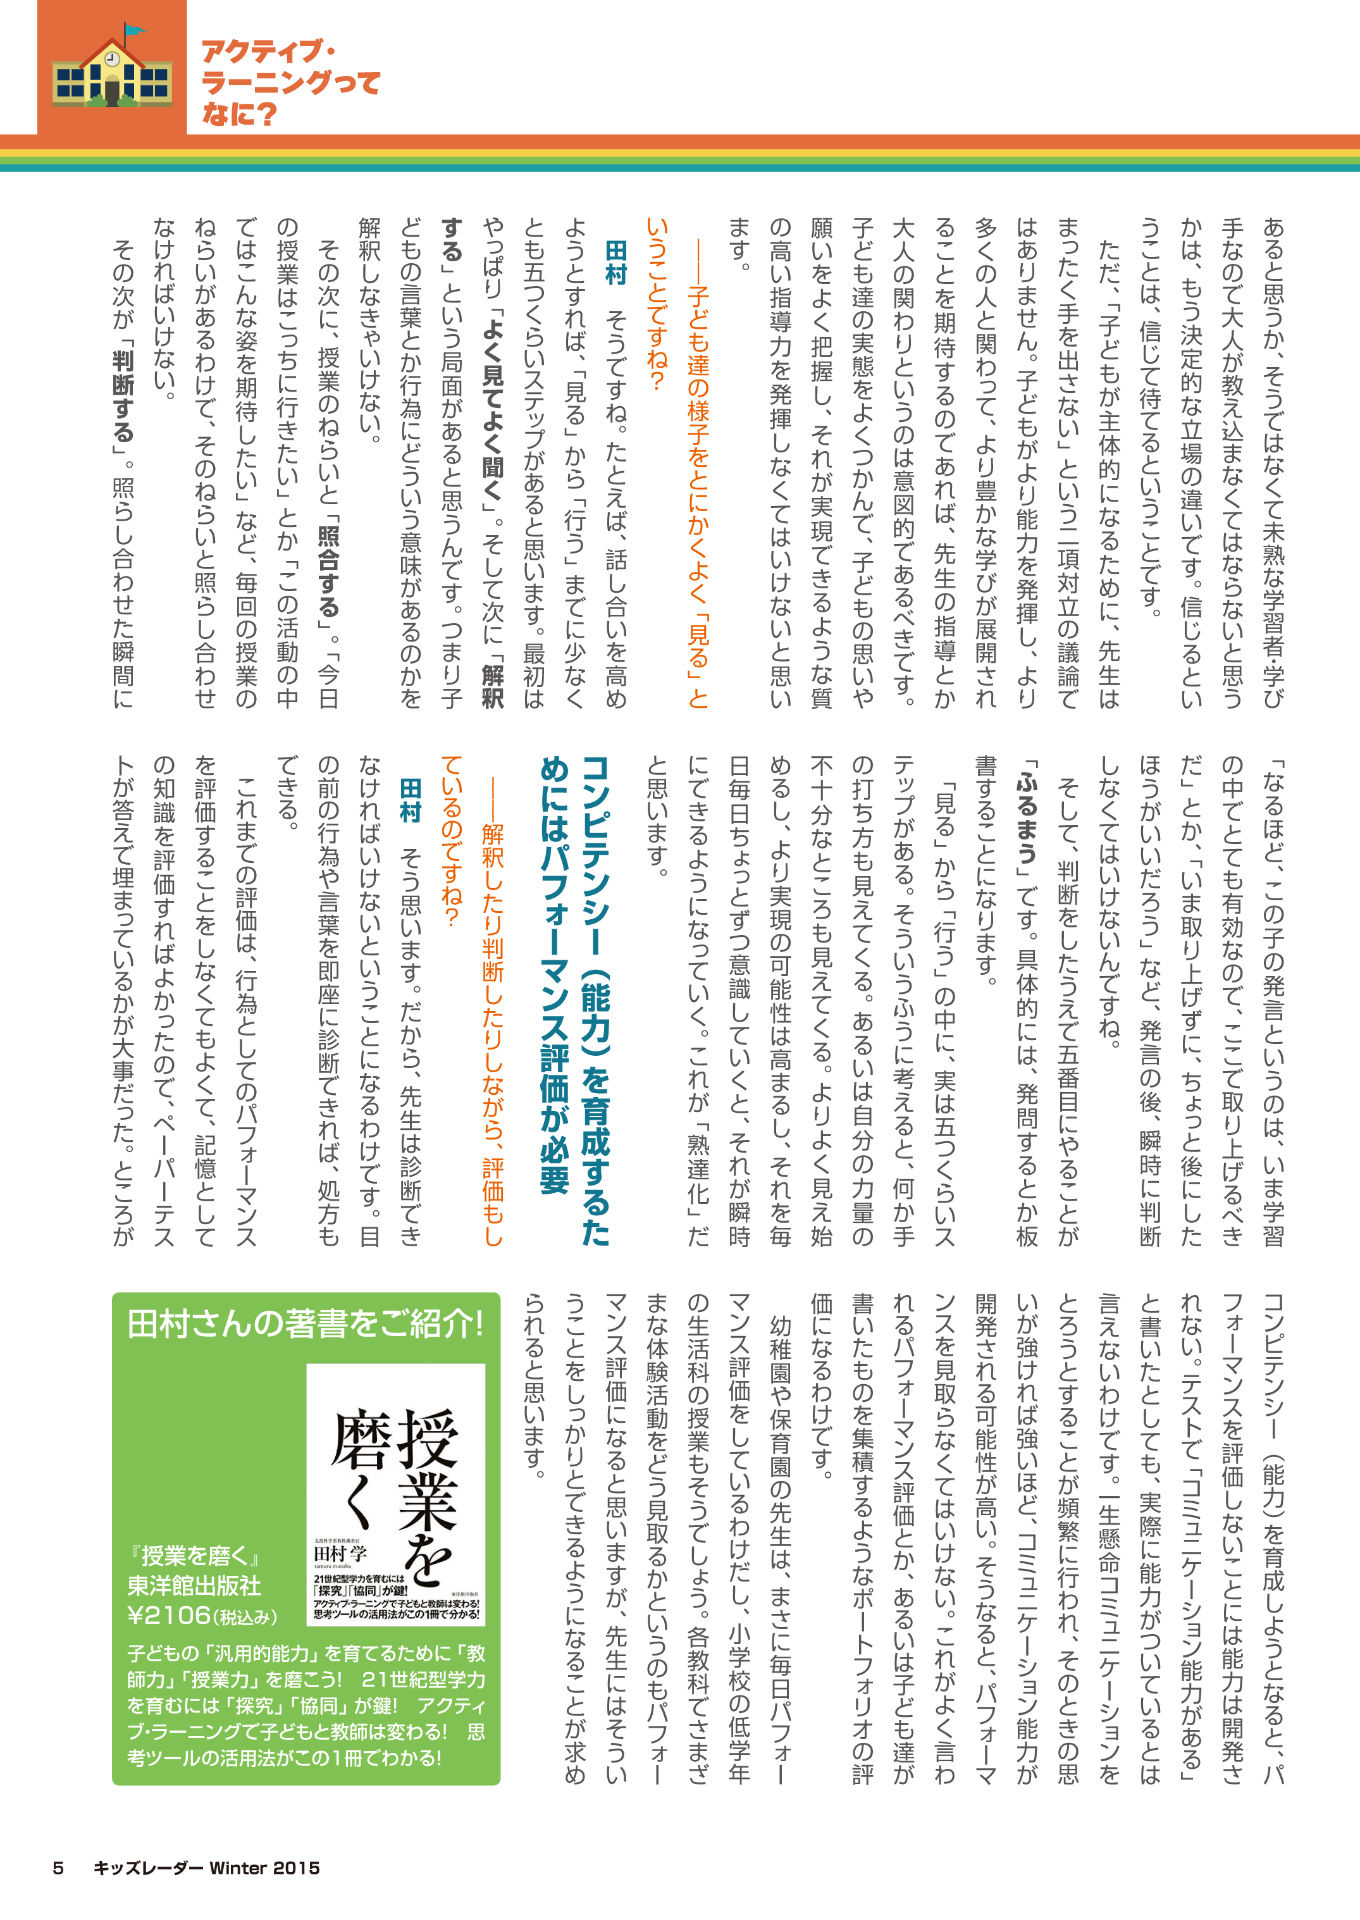 アクティブ・
ラーニングって
なに？
あると思うか、そうではなくて未熟な学習者・学び
手なので大人が教え込まなくてはならないと思う
かは、もう決定的な立場の違いです。信じるとい
うことは、信じて待てるということです。
ただ、「子どもが主体的になるために、先生は
まったく手を出さない」という二項対立の議論で
はありません。子どもがより能力を発揮し、より
多くの人と関わって、より豊かな学びが展開され
ることを期待するのであれば、先生の指導とか
大人の関わりというのは意図的であるべきです。
子ども達の実態をよくつかんで、子どもの思いや
願いをよく把握し、それが実現できるような質
の高い指導力を発揮しなくてはいけないと思い
ます。
――子ども達の様子をとにかくよく「見る」と
いうことですね？
田村　そうですね。たとえば、話し合いを高め
ようとすれば、「見る」から「行う」までに少なく
とも五つくらいステップがあると思います。最初は
やっぱり「よく見てよく聞く」。そして次に「解釈
する」という局面があると思うんです。つまり子
どもの言葉とか行為にどういう意味があるのかを
解釈しなきゃいけない。
その次に、授業のねらいと「照合する」。「今日
の授業はこっちに行きたい」とか「この活動の中
ではこんな姿を期待したい」など、毎回の授業の
ねらいがあるわけで、そのねらいと照らし合わせ
なければいけない。
その次が「判断する」。照らし合わせた瞬間に
「なるほど、この子の発言というのは、いま学習
の中でとても有効なので、ここで取り上げるべき
だ」とか、「いま取り上げずに、ちょっと後にした
ほうがいいだろう」など、発言の後、瞬時に判断
しなくてはいけないんですね。
そして、判断をしたうえで五番目にやることが
「ふるまう」です。具体的には、発問するとか板
書することになります。
「見る」から「行う」の中に、実は五つくらいス
テップがある。そういうふうに考えると、何か手
の打ち方も見えてくる。あるいは自分の力量の
不十分なところも見えてくる。よりよく見え始
めるし、より実現の可能性は高まるし、それを毎
日毎日ちょっとずつ意識していくと、それが瞬時
にできるようになっていく。これが「熟達化」だ
と思います。
コンピテンシー（能力）を育成するた
めにはパフォーマンス評価が必要
――解釈したり判断したりしながら、評価もし
ているのですね？
田村　そう思います。だから、先生は診断でき
なければいけないということになるわけです。目
の前の行為や言葉を即座に診断できれば、処方も
できる。
これまでの評価は、行為としてのパフォーマンス
を評価することをしなくてもよくて、記憶として
の知識を評価すればよかったので、ペーパーテス
トが答えで埋まっているかが大事だった。ところが
コンピテンシー（能力）を育成しようとなると、パ
フォーマンスを評価しないことには能力は開発さ
れない。テストで「コミュニケーション能力がある」
と書いたとしても、実際に能力がついているとは
言えないわけです。一生懸命コミュニケーションを
とろうとすることが頻繁に行われ、そのときの思
いが強ければ強いほど、コミュニケーション能力が
開発される可能性が高い。そうなると、パフォーマ
ンスを見取らなくてはいけない。これがよく言わ
れるパフォーマンス評価とか、あるいは子ども達が
書いたものを集積するようなポートフォリオの評
価になるわけです。
幼稚園や保育園の先生は、まさに毎日パフォー
マンス評価をしているわけだし、小学校の低学年
の生活科の授業もそうでしょう。各教科でさまざ
まな体験活動をどう見取るかというのもパフォー
マンス評価になると思いますが、先生にはそうい
うことをしっかりとできるようになることが求め
られると思います。
田村さんの著書をご紹介！
授業を
磨く
田村 学
21世紀型学力を育むには
「探究」「協同」が鍵!
アクティブ・ラーニングで子どもと教師は変わる!
思考ツールの活用法がこの1冊で分かる!
『授業を磨く』
東洋館出版社
¥2106（税込み）
子どもの「汎用的能力」を育てるために「教
師力」「授業力」を磨こう！　21世紀型学力
を育むには「探究」「協同」が鍵！　アクティ
ブ・ラーニングで子どもと教師は変わる！　思
考ツールの活用法がこの1冊でわかる！
5　キッズレーダー Winter 2015